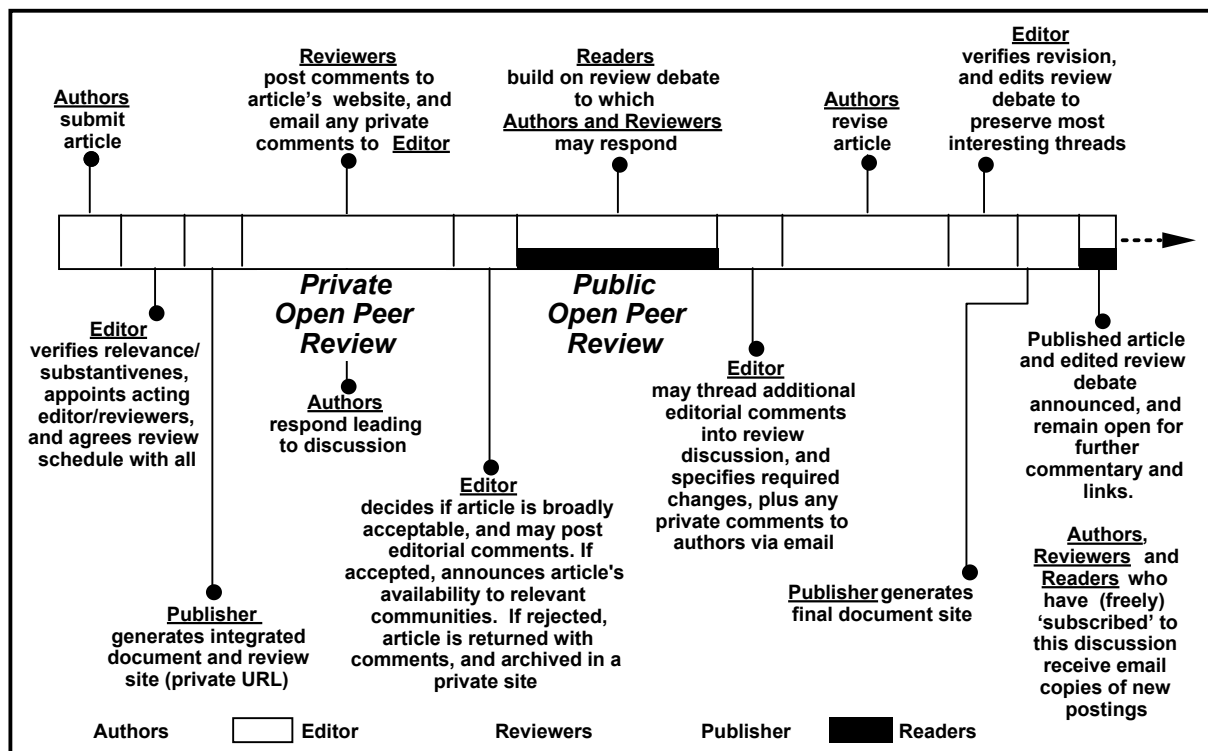 Authors
submit
article
Reviewers
post comments to
article's website, and
email any private
comments to Editor
Readers
build on review debate
to which
Authors and Reviewers
may respond
Authors
revise
article
Editor
verifies revision,
and edits review
debate to
preserve most
interesting threads
Private
Open Peer
Review
Public
Open Peer
Review
Editor
verifies relevance/
substantivenes,
appoints acting
editor/reviewers,
and agrees review
schedule with all
Publisher
generates integrated
document and review
site (private URL)
Authors
respond leading
to discussion
Editor
decides if article is broadly
acceptable, and may post
editorial comments. If
accepted, announces article's
availability to relevant
communities. If rejected,
article is returned with
comments, and archived in a
private site
Editor
may thread additional
editorial comments
into review
discussion, and
specifies required
changes, plus any
private comments to
authors via email
Publisher generates
final document site
Published article
and edited review
debate
announced, and
remain open for
further
commentary and
links.
Authors,
Reviewers and
Readers who
have (freely)
'subscribed' to
this discussion
receive email
copies of new
postings
Authors Editor Reviewers Publisher Readers